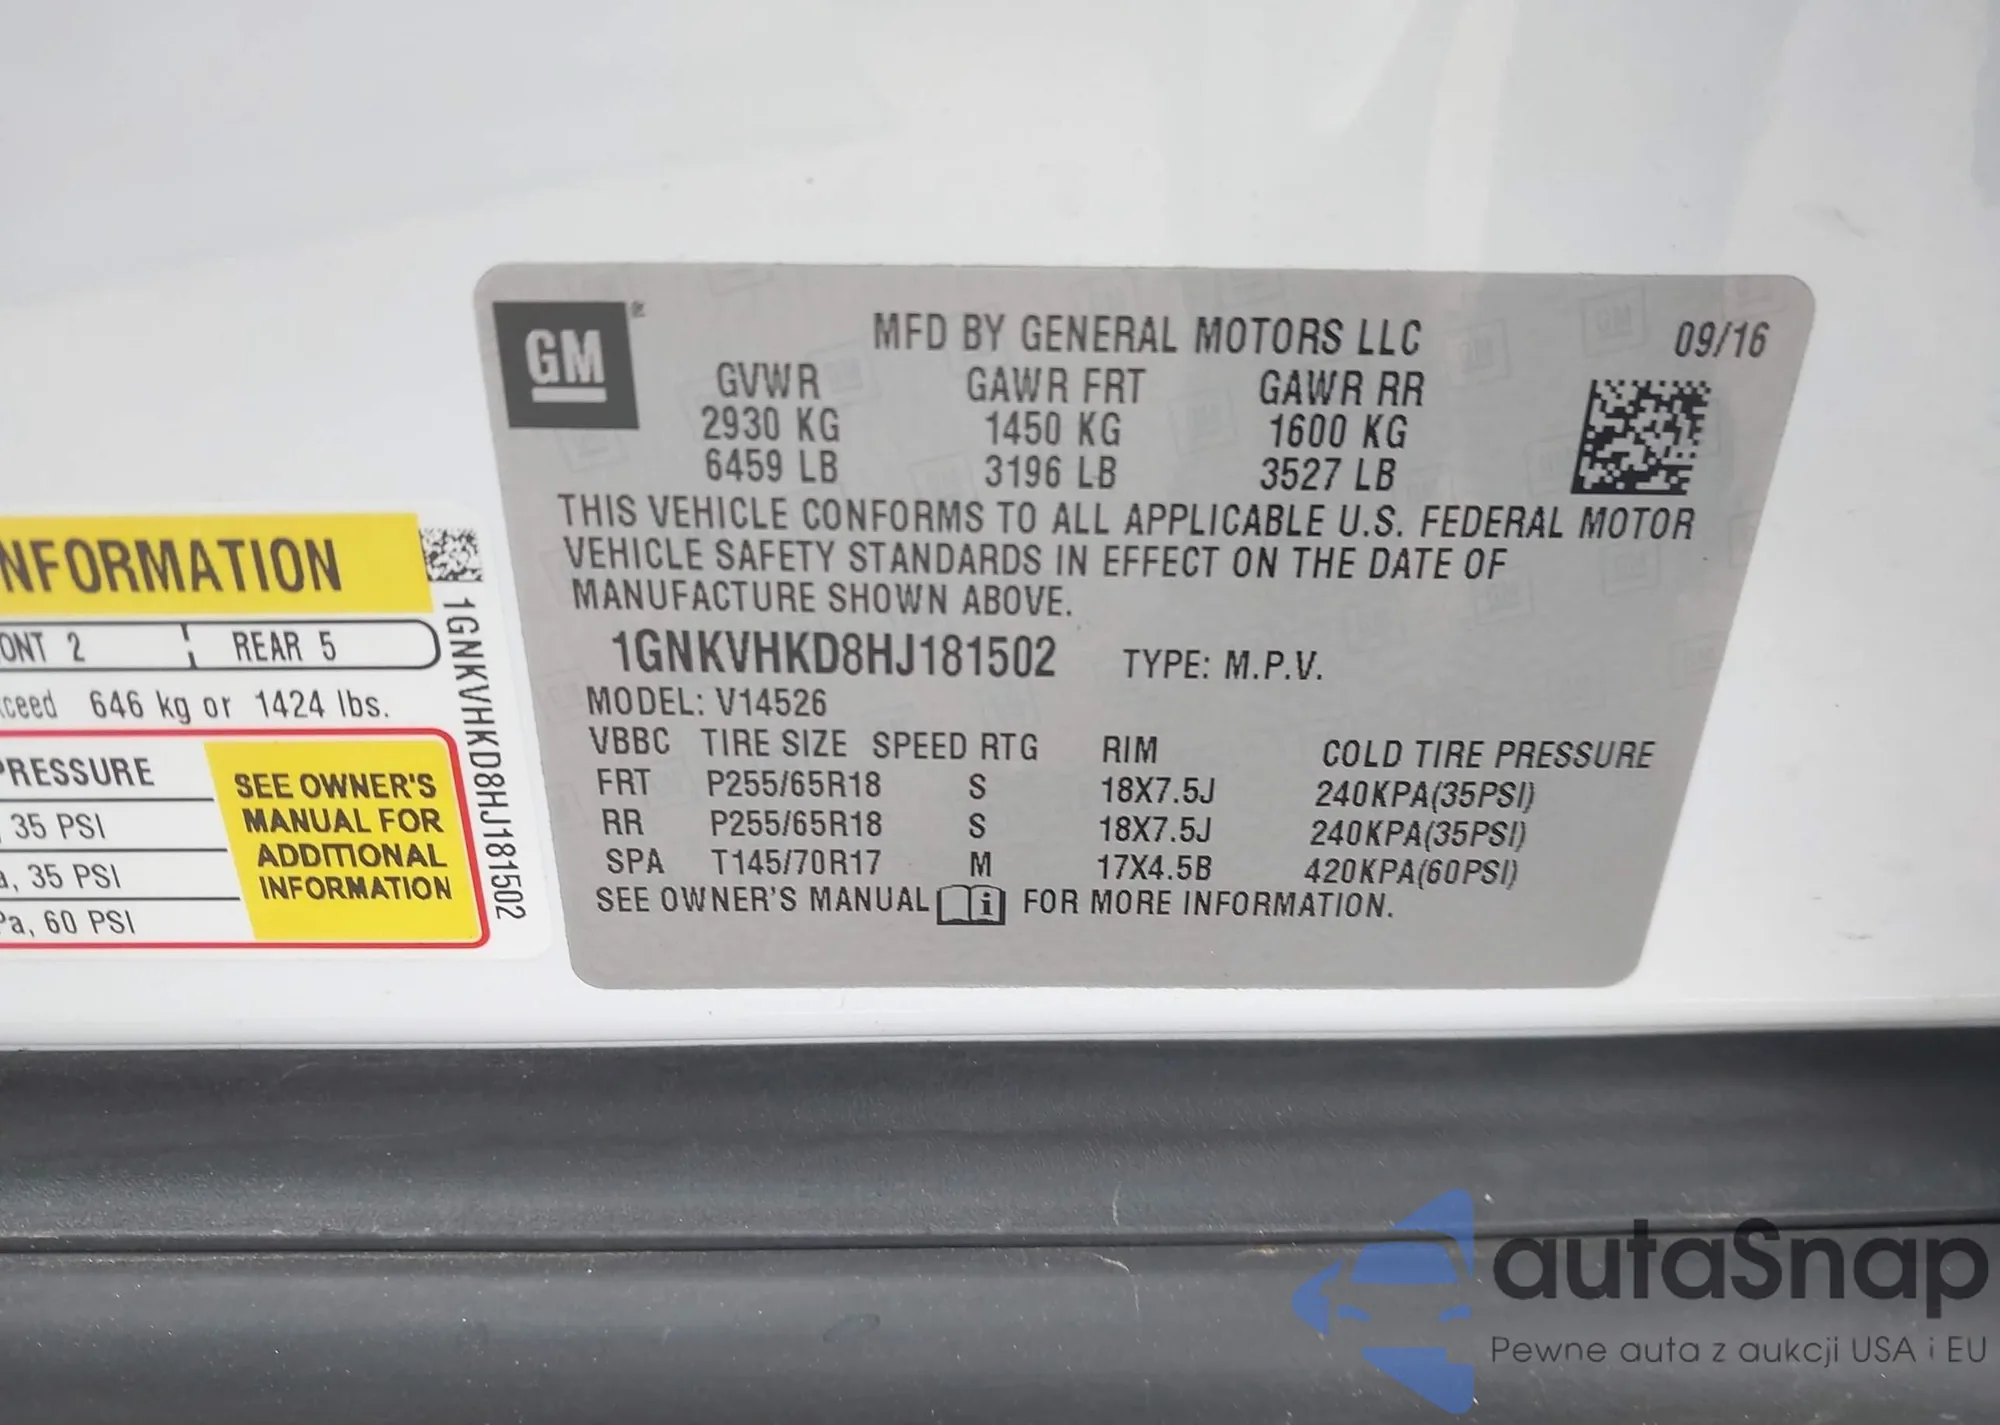 GM
MFD BY GENERAL MOTORS LLC 09/16
GVWR GAWR FRT GAWR RR
2930 KG 1450 KG 1600 KG
6459 LB 3196 LB 3527 LB
THIS VEHICLE CONFORMS TO ALL APPLICABLE U.S. FEDERAL MOTOR
VEHICLE SAFETY STANDARDS IN EFFECT ON THE DATE OF
MANUFACTURE SHOWN ABOVE.
1GNKVHKD8HJ181502 TYPE: M.P.V.
MODEL: V14526
VBBC TIRE SIZE SPEED RTG RIM COLD TIRE PRESSURE
FRT P255/65R18 S 18X7.5J 240KPA(35PSI)
RR P255/65R18 S 18X7.5J 240KPA(35PSI)
SPA T145/70R17 M 17X4.5B 420KPA(60PSI)
SEE OWNER'S MANUAL i FOR MORE INFORMATION.
NFORMATION
ONT 2 REAR 5
ceed 646 kg or 1424 lbs.
PRESSURE
35 PSI
a, 35 PSI
Pa, 60 PSI
SEE OWNER'S
MANUAL FOR
ADDITIONAL
INFORMATION
1GNKVHKD8HJ181502
autaSnap
Pewne auta z aukcji USA i EU